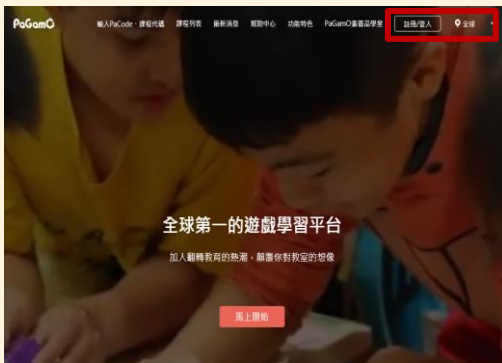 PaGamO
輸入PaCode、課程代碼 課程列表 最新消息 幫助中心 功能特色 PaGamO素養品學堂 註冊/登入 全球
全球第一的遊戲學習平台
加入翻轉教育的熱潮，顛覆你對教室的想像
馬上開始